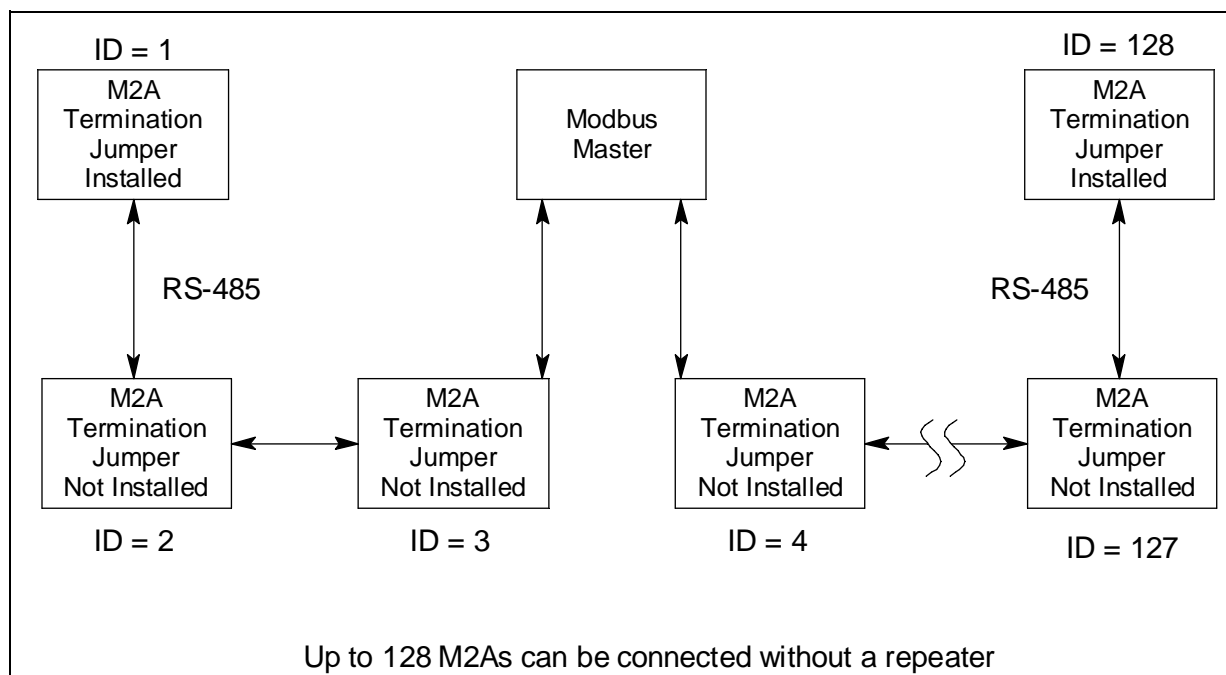 ID = 1
M2A
Termination
Jumper
Installed
Modbus
Master
ID = 128
M2A
Termination
Jumper
Installed
RS-485
RS-485
M2A
Termination
Jumper
Not Installed
ID = 2
M2A
Termination
Jumper
Not Installed
ID = 3
M2A
Termination
Jumper
Not Installed
ID = 4
M2A
Termination
Jumper
Not Installed
ID = 127
Up to 128 M2As can be connected without a repeater